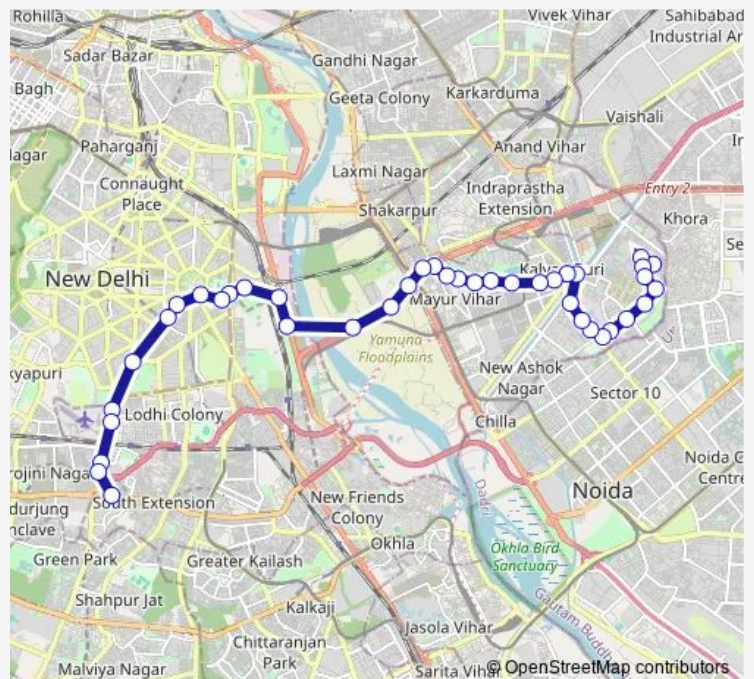 Rohilla
Vivek Vihar
Sahibabad
Industrial Ar
Sadar Bazar
Gandhi Nagar
Bagh
Geeta Colony
Karkarduma
Vaishali
Paharganj
Anand Vihar
Connaught
Place
Laxmi Nagar
Indraprastha
Extension
Entry 2
Shakarpur
Khora
New Delhi
Mayur Vihar
Yamuna
Floodplains
New Ashok
Nagar
Sector 10
Lodhi Colony
Chilla
Dadri
Noida
New Friends
Colony
South Extension
Green Park
Greater Kailash
Okhla
Okhla Bird
Sanctuary
Shahpur Jat
Kalkaji
Gautam Buddh
Chittaranjan
Park
Jasola Vihar
Malviya Nagar
Sarita Vihar
© OpenStreetMap contributors